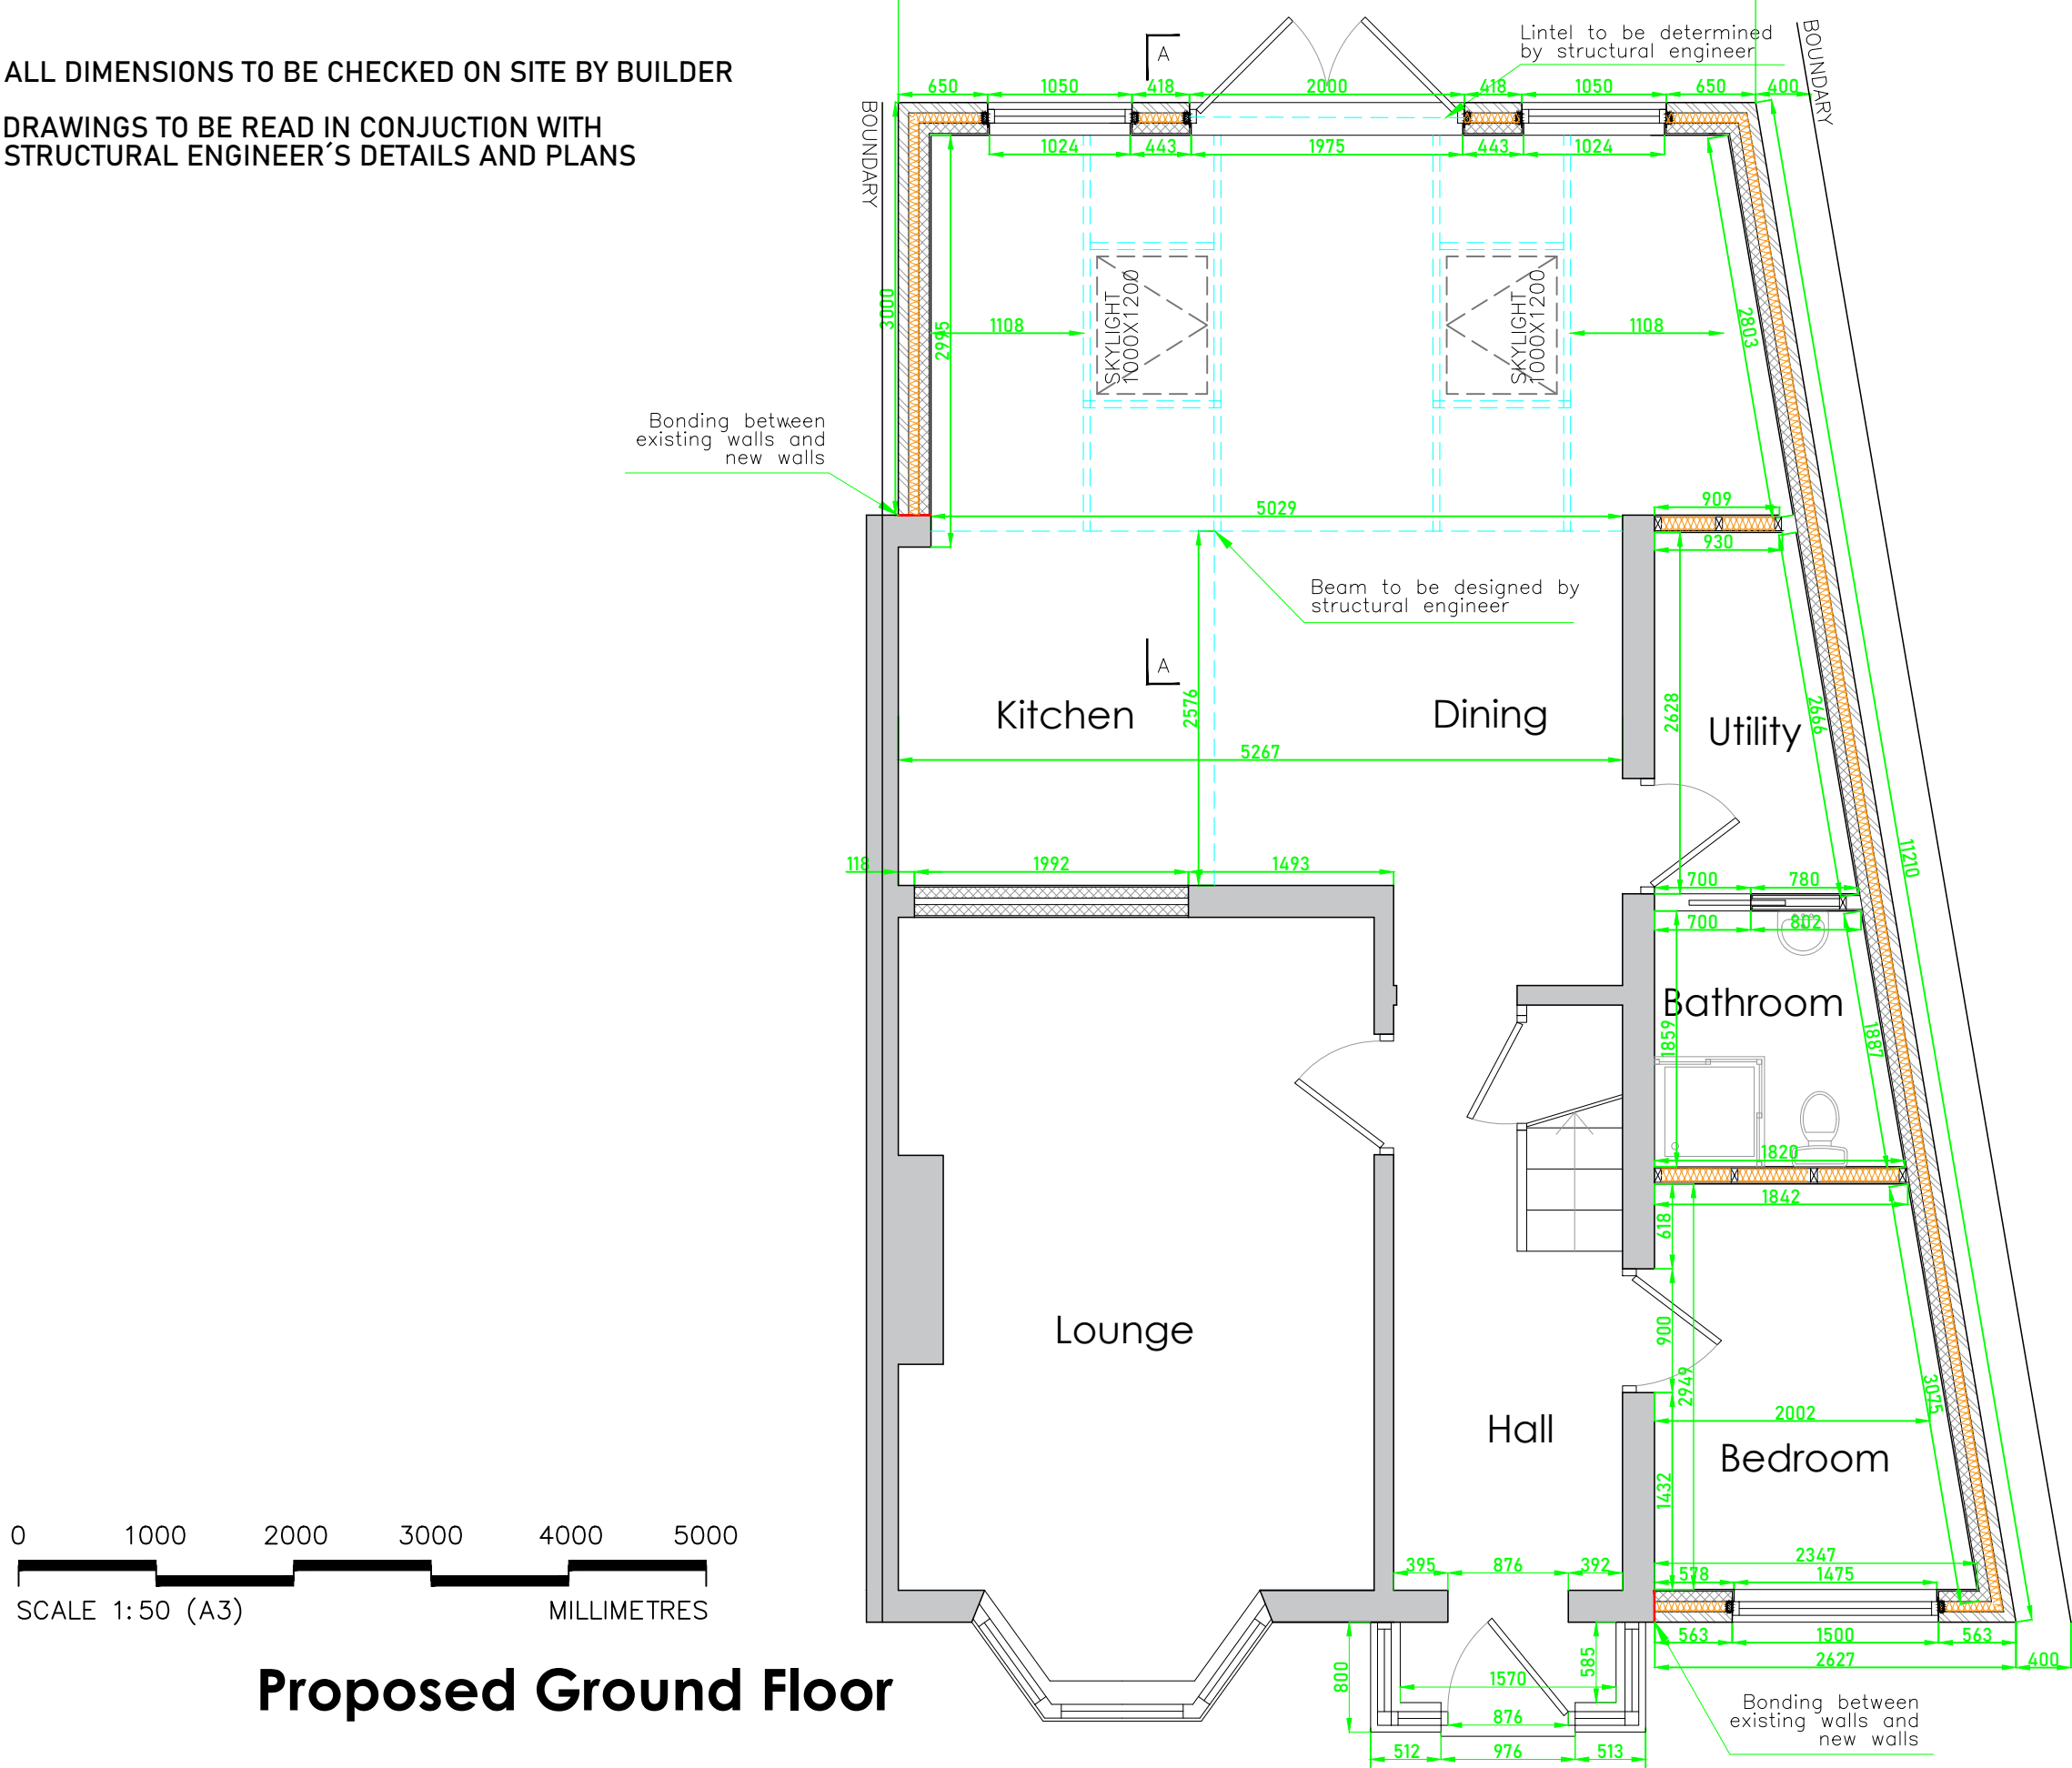 ALL DIMENSIONS TO BE CHECKED ON SITE BY BUILDER
DRAWINGS TO BE READ IN CONJUCTION WITH
STRUCTURAL ENGINEER´S DETAILS AND PLANS
A
Lintel to be determined
by structural engineer
BOUNDARY
BOUNDARY
650
1050
418
2000
418
1050
650
400
1024
443
1975
443
1024
3000
2995
1108
SKYLIGHT
1000X1200
SKYLIGHT
1000X1200
1108
2803
Bonding between
existing walls and
new walls
5029
909
930
Beam to be designed by
structural engineer
A
Kitchen
2576
Dining
2628
Utility
2666
5267
11210
118
1992
1493
700
780
700
802
Bathroom
1859
1887
1820
1842
618
Lounge
900
2949
3075
2002
Hall
Bedroom
1432
0
1000
2000
3000
4000
5000
SCALE 1:50 (A3)
MILLIMETRES
395
876
392
2347
578
1475
563
1500
563
2627
400
800
1570
585
876
512
976
513
Proposed Ground Floor
Bonding between
existing walls and
new walls